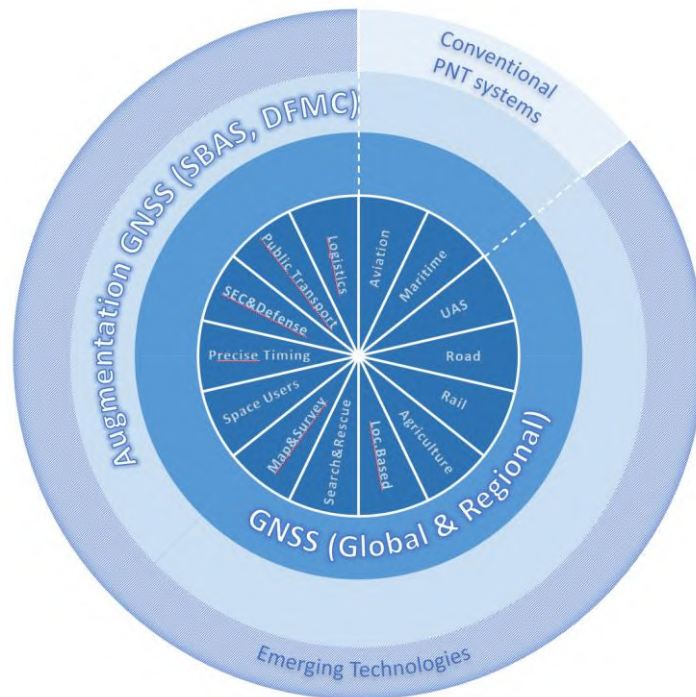 Conventional
PNT systems
Augmentation GNSS (SBAS, DFMC)
Aviation
Maritime
UAS
Road
Rail
Agriculture
Loc.Based
Search&Rescue
Map&Survey
Space Users
Precise Timing
SEC&Defense
Public Transport
Logistics
GNSS (Global & Regional)
Emerging Technologies